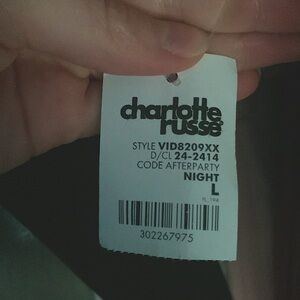 charlotte
russe
STYLE VID8209XX
D/CL 24-2414
CODE AFTERPARTY
NIGHT
L
302267975